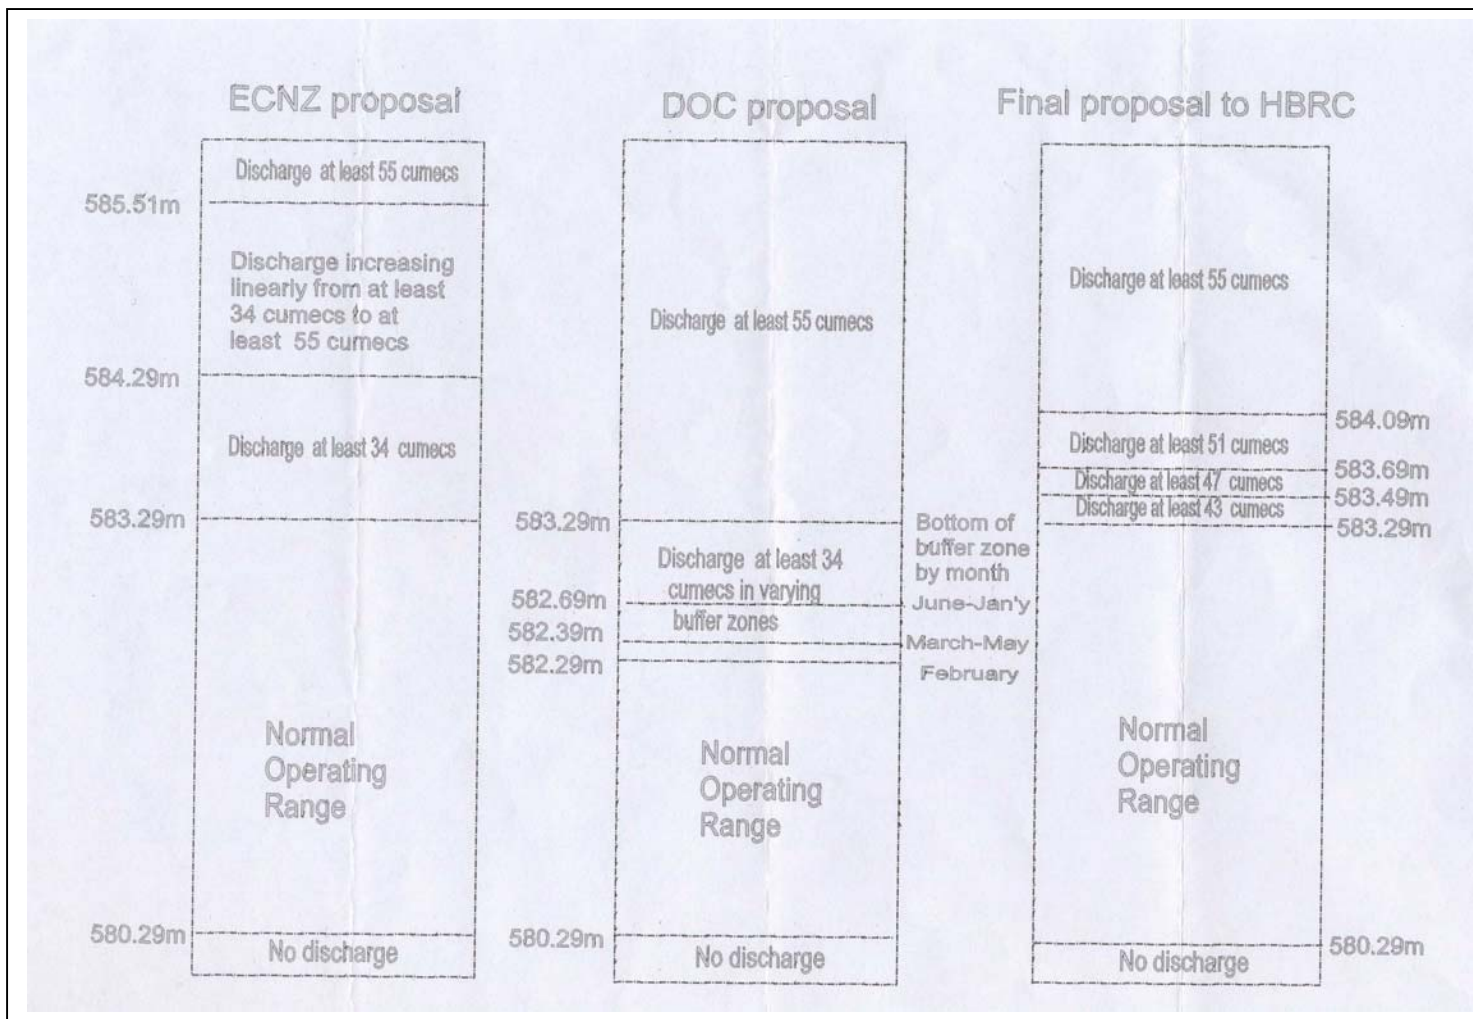 ECNZ proposal
Discharge at least 55 cumecs
585.51m
Discharge increasing
linearly from at least
34 cumecs to at
least 55 cumecs
584.29m
Discharge at least 34 cumecs
583.29m
Normal
Operating
Range
580.29m
No discharge
DOC proposal
Discharge at least 55 cumecs
583.29m
Bottom of
buffer zone
by month
Discharge at least 34
cumecs in varying
buffer zones
582.69m
June-Jan'y
582.39m
March-May
582.29m
February
Normal
Operating
Range
580.29m
No discharge
Final proposal to HBRC
Discharge at least 55 cumecs
584.09m
Discharge at least 51 cumecs
583.69m
Discharge at least 47 cumecs
583.49m
Discharge at least 43 cumecs
583.29m
Normal
Operating
Range
580.29m
No discharge